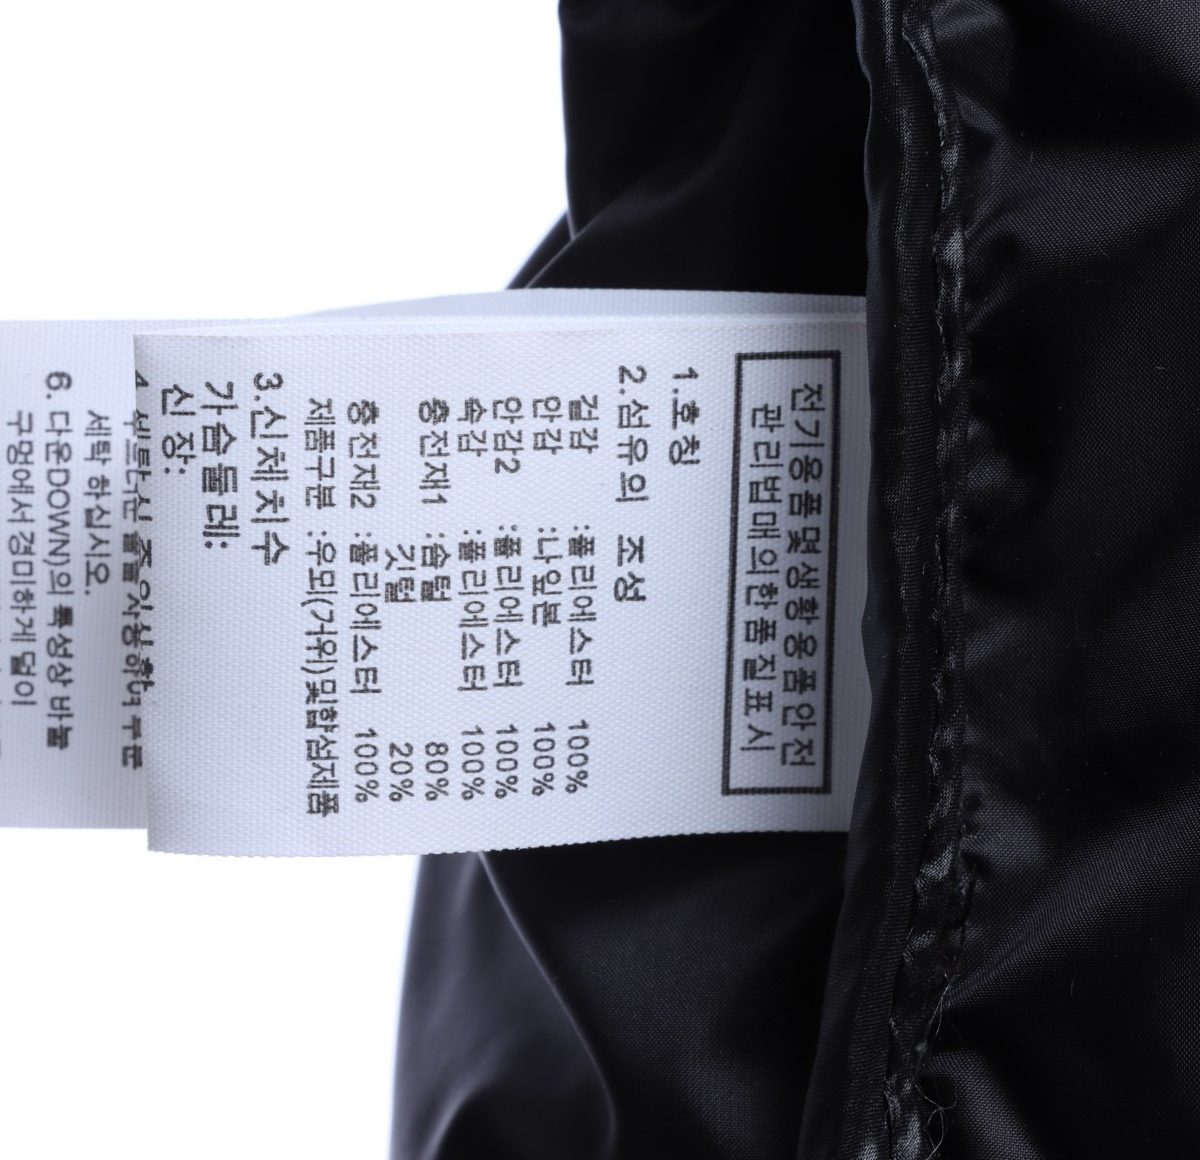 전기용품및생활용품안전
관리법에의한품질표시
1.호칭
2.섬유의 조성
겉감 :폴리에스터 100%
안감 :나일론 100%
안감2 :폴리에스터 100%
속감 :폴리에스터 100%
충전재1 :솜털 80%
깃털 20%
충전재2 :폴리에스터 100%
제품구분 :우모(거위)및합섬제품
3.신체치수
가슴둘레:
신장:
세탁 하십시오.
6. 다운DOWN)의 특성상 바늘
구멍에서 경미하게 털이